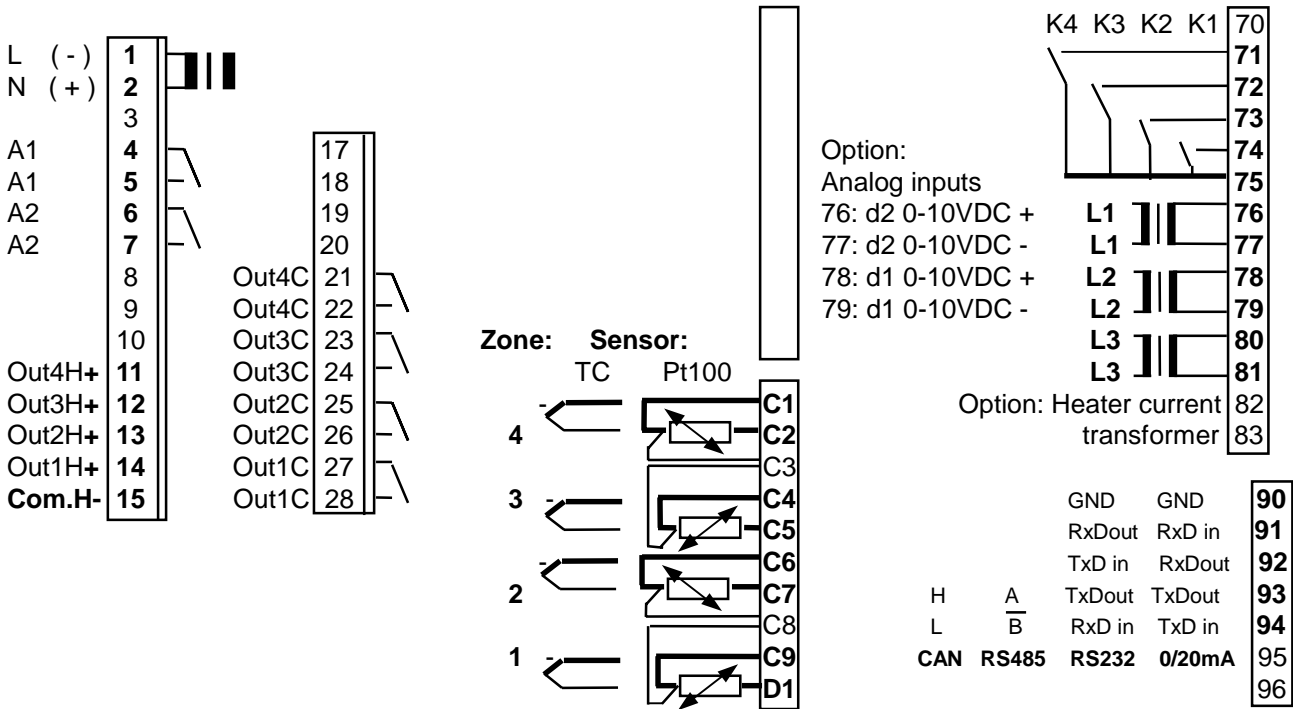 L ( - ) 1
N ( + ) 2
3
A1 4
A1 5
A2 6
A2 7
8
9
10
Out4H+ 11
Out3H+ 12
Out2H+ 13
Out1H+ 14
Com.H- 15
17
18
19
20
Out4C 21
Out4C 22
Out3C 23
Out3C 24
Out2C 25
Out2C 26
Out1C 27
Out1C 28
Zone: Sensor:
TC Pt100
- C1
4 C2
C3
3 - C4
C5
- C6
2 C7
C8
1 - C9
D1
K4 K3 K2 K1 70
71
72
73
74
75
Option:
Analog inputs
76: d2 0-10VDC +
77: d2 0-10VDC -
78: d1 0-10VDC +
79: d1 0-10VDC -
L1 76
L1 77
L2 78
L2 79
L3 80
L3 81
Option: Heater current 82
transformer 83
GND GND 90
RxDout RxD in 91
TxD in RxDout 92
H A TxDout TxDout 93
L B̅ RxD in TxD in 94
CAN RS485 RS232 0/20mA 95
96